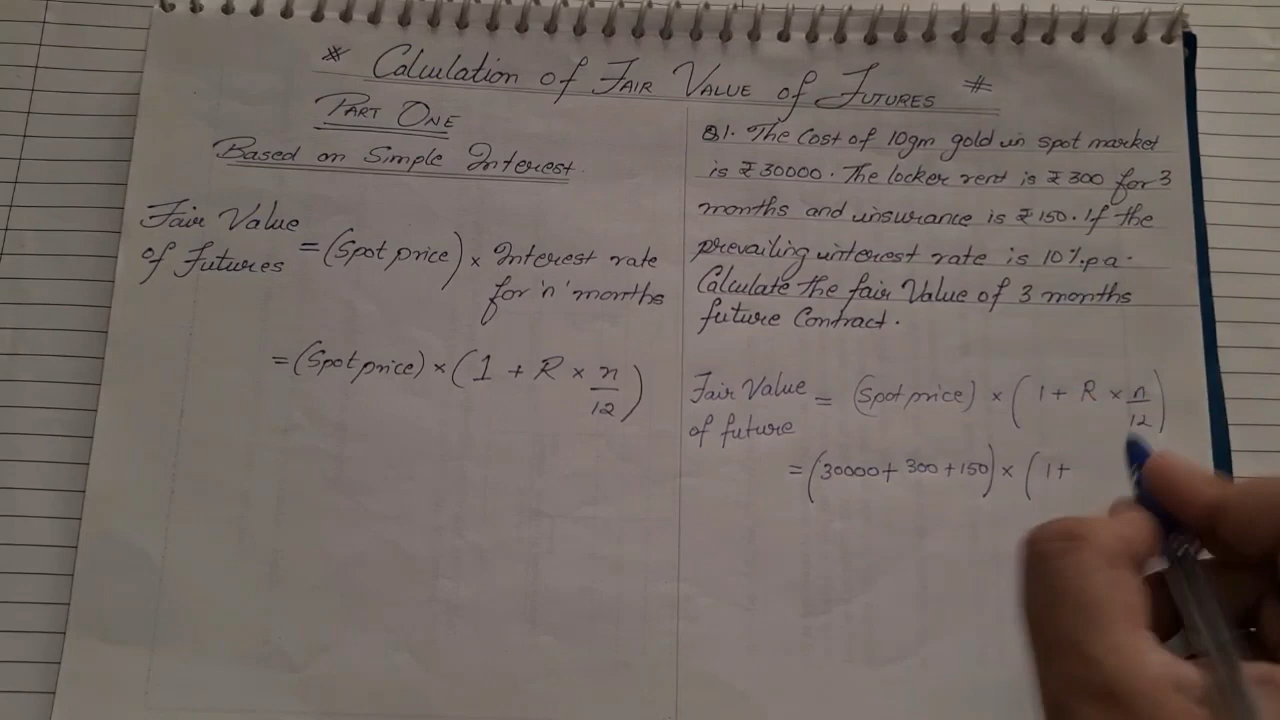 * Calculation of FAIR VALUE of FUTURES #
PART ONE
Based on Simple Interest.
Fair Value of Futures = (Spot price) × Interest rate for 'n' months
= (Spot price) × (1 + R × n/12)
Q1. The Cost of 10gm gold in spot market
is ₹30000. The locker rent is ₹300 for 3
months and insurance is ₹150. If the
prevailing interest rate is 10%.pa.
Calculate the fair Value of 3 months
future Contract.
Fair Value of future = (Spot price) × (1 + R × n/12)
= (30000 + 300 + 150) × (1+